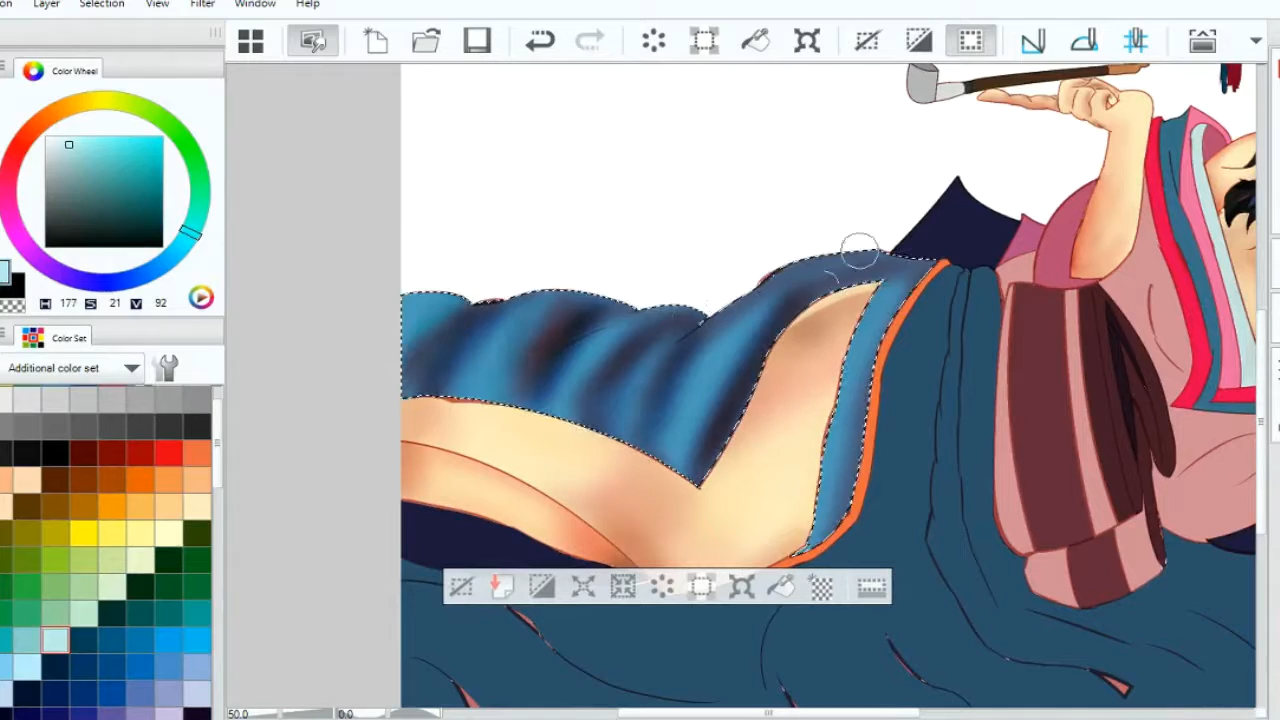 Layer Selection View Filter Window Help
Color Wheel
H 177 S 21 V 92
Color Set
Additional color set
50.0 0.0